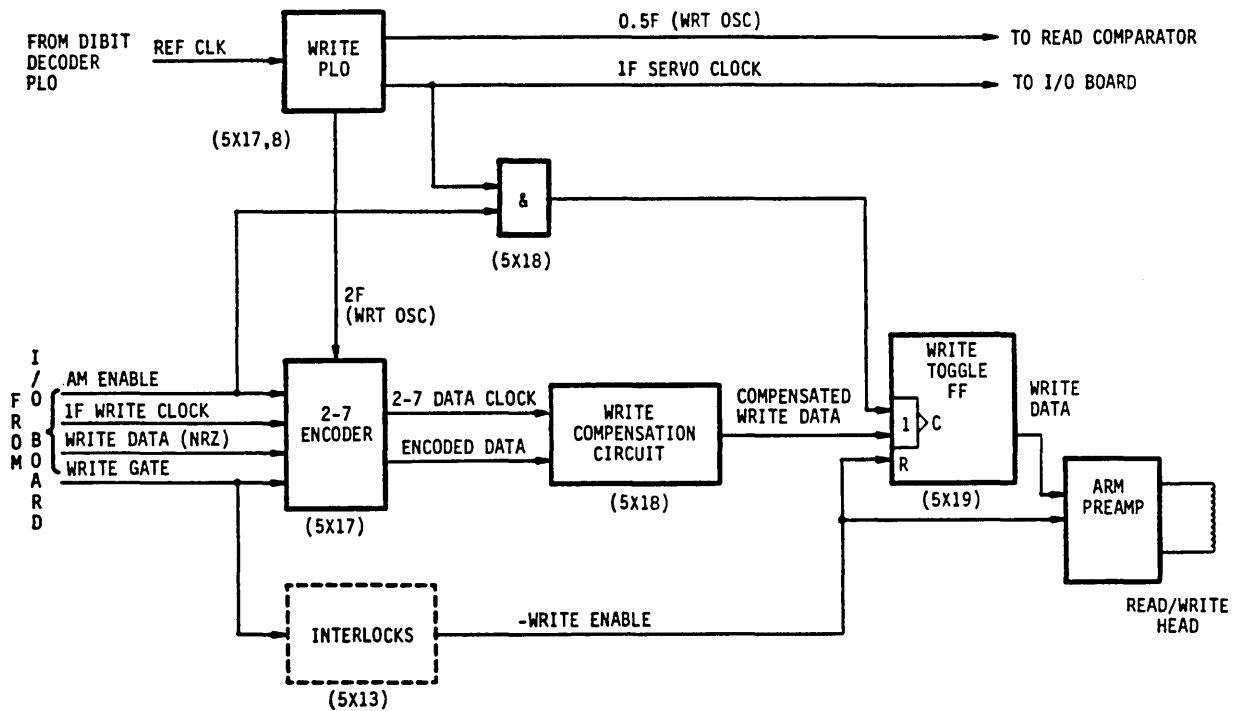 0.5F (WRT OSC)
FROM DIBIT
DECODER
PLO
REF CLK
WRITE
PLO
TO READ COMPARATOR
1F SERVO CLOCK
TO I/O BOARD
(5X17,8)
&
(5X18)
2F
(WRT OSC)
FROM
I/O BOARD
AM ENABLE
1F WRITE CLOCK
WRITE DATA (NRZ)
WRITE GATE
2-7
ENCODER
(5X17)
2-7 DATA CLOCK
ENCODED DATA
WRITE
COMPENSATION
CIRCUIT
(5X18)
COMPENSATED
WRITE DATA
WRITE
TOGGLE
FF
1
C
R
(5X19)
WRITE
DATA
ARM
PREAMP
READ/WRITE
HEAD
INTERLOCKS
(5X13)
-WRITE ENABLE